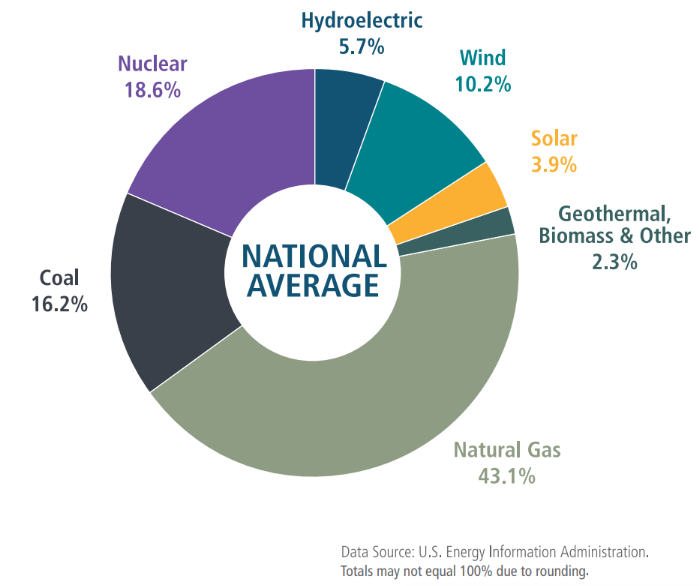 Hydroelectric
5.7%
Wind
10.2%
Solar
3.9%
Geothermal,
Biomass & Other
2.3%
Natural Gas
43.1%
Coal
16.2%
Nuclear
18.6%
NATIONAL
AVERAGE
Data Source: U.S. Energy Information Administration.
Totals may not equal 100% due to rounding.